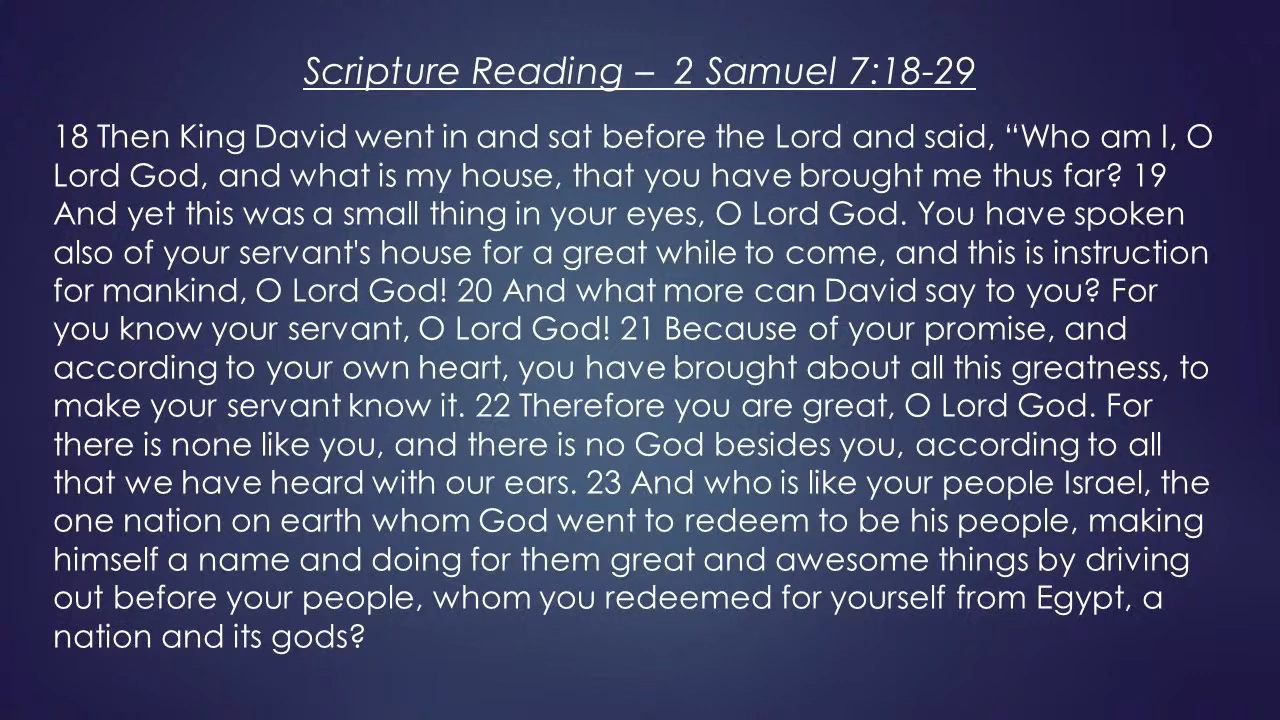 Scripture Reading –  2 Samuel 7:18-29
18 Then King David went in and sat before the Lord and said, “Who am I, O
Lord God, and what is my house, that you have brought me thus far? 19
And yet this was a small thing in your eyes, O Lord God. You have spoken
also of your servant's house for a great while to come, and this is instruction
for mankind, O Lord God! 20 And what more can David say to you? For
you know your servant, O Lord God! 21 Because of your promise, and
according to your own heart, you have brought about all this greatness, to
make your servant know it. 22 Therefore you are great, O Lord God. For
there is none like you, and there is no God besides you, according to all
that we have heard with our ears. 23 And who is like your people Israel, the
one nation on earth whom God went to redeem to be his people, making
himself a name and doing for them great and awesome things by driving
out before your people, whom you redeemed for yourself from Egypt, a
nation and its gods?